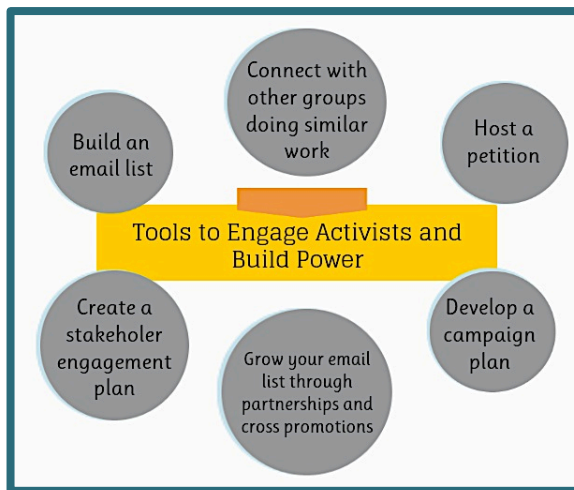 Connect with
other groups
doing similar
work
Build an
email list
Host a
petition
Tools to Engage Activists and
Build Power
Create a
stakeholer
engagement
plan
Grow your email
list through
partnerships and
cross promotions
Develop a
campaign
plan